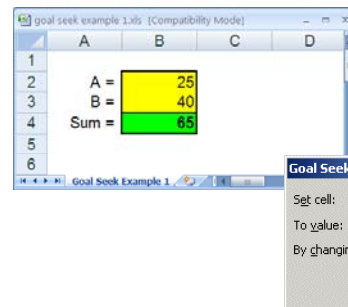 goal seek example 1.xls [Compatibility Mode]
A B C D
1
2 A = 25
3 B = 40
4 Sum = 65
5
6
Goal Seek Example 1
Goal Seek
Set cell:
To value:
By changin